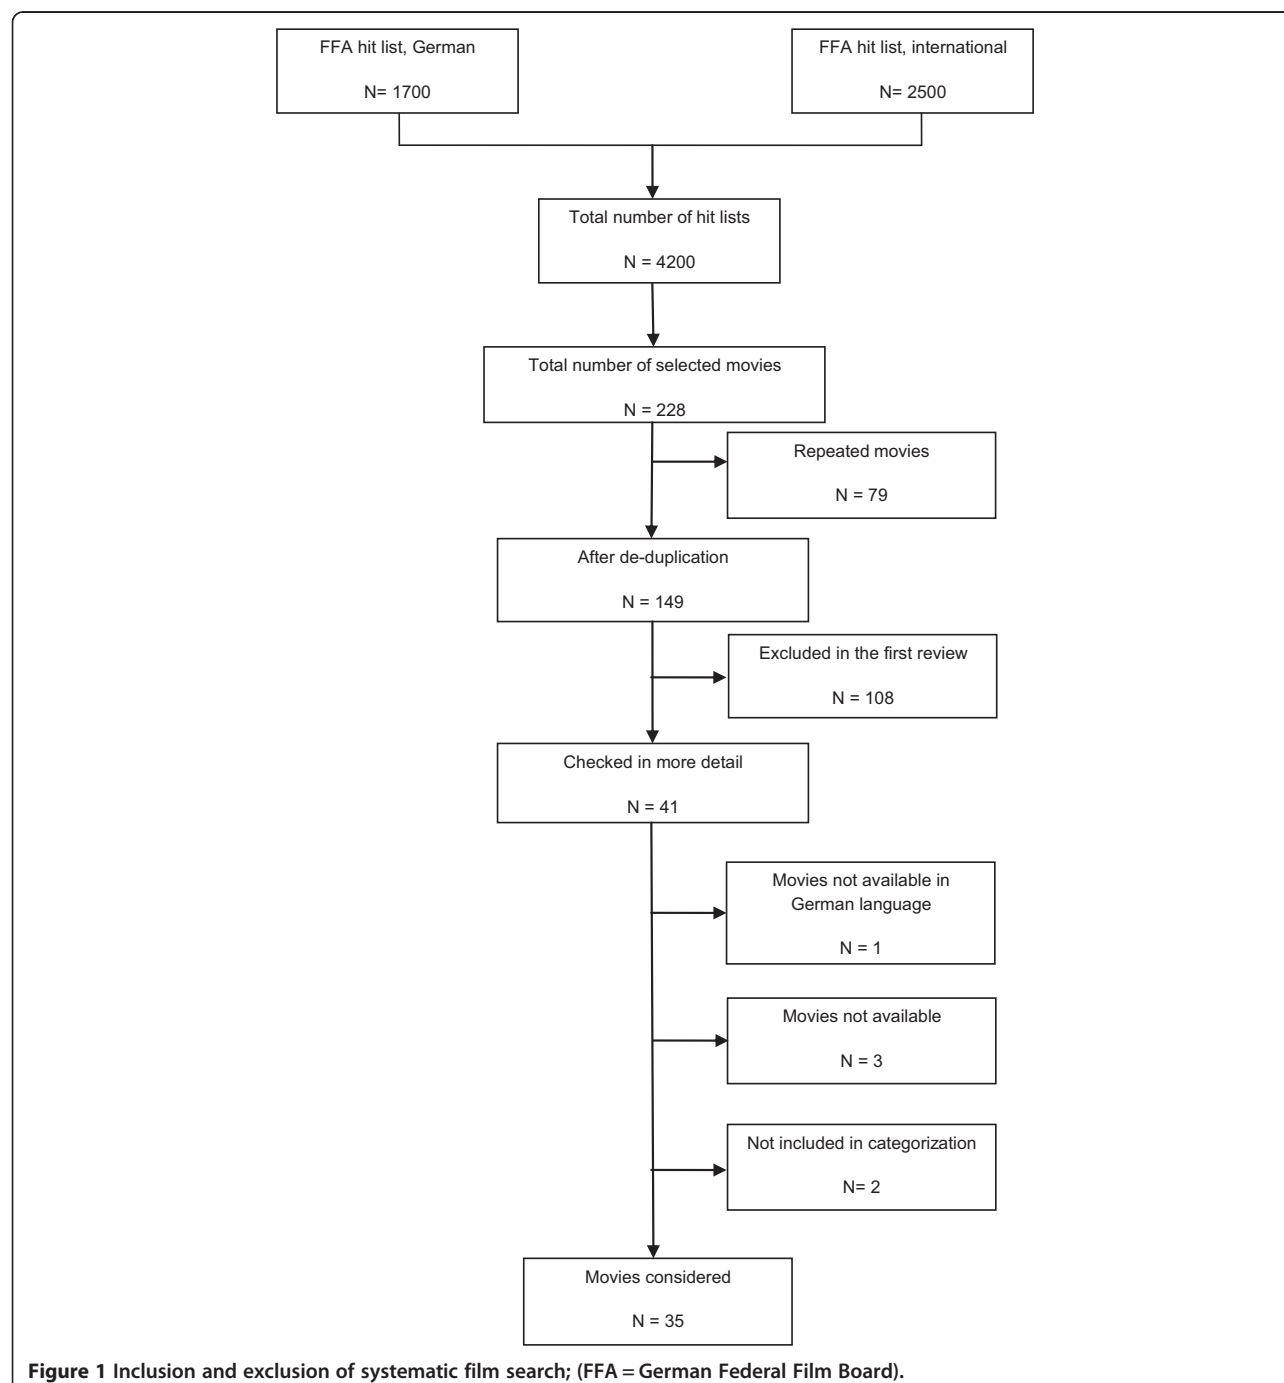 FFA hit list, German
N= 1700
FFA hit list, international
N= 2500
Total number of hit lists
N = 4200
Total number of selected movies
N = 228
Repeated movies
N = 79
After de-duplication
N = 149
Excluded in the first review
N = 108
Checked in more detail
N = 41
Movies not available in
German language
N = 1
Movies not available
N = 3
Not included in categorization
N= 2
Movies considered
N = 35
Figure 1 Inclusion and exclusion of systematic film search; (FFA = German Federal Film Board).